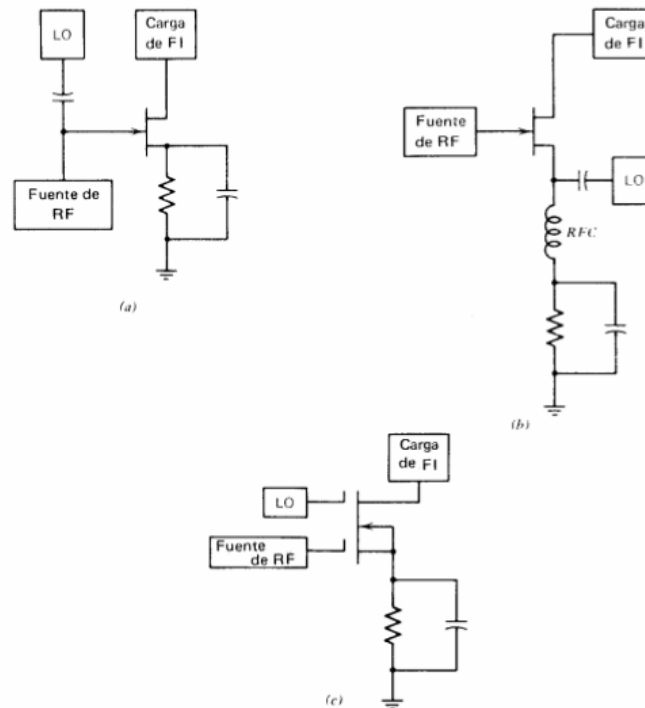 LO
Carga
de FI
Fuente de
RF
(a)
Carga
de FI
Fuente
de RF
LO
RFC
(b)
Carga
de FI
LO
Fuente
de RF
(c)